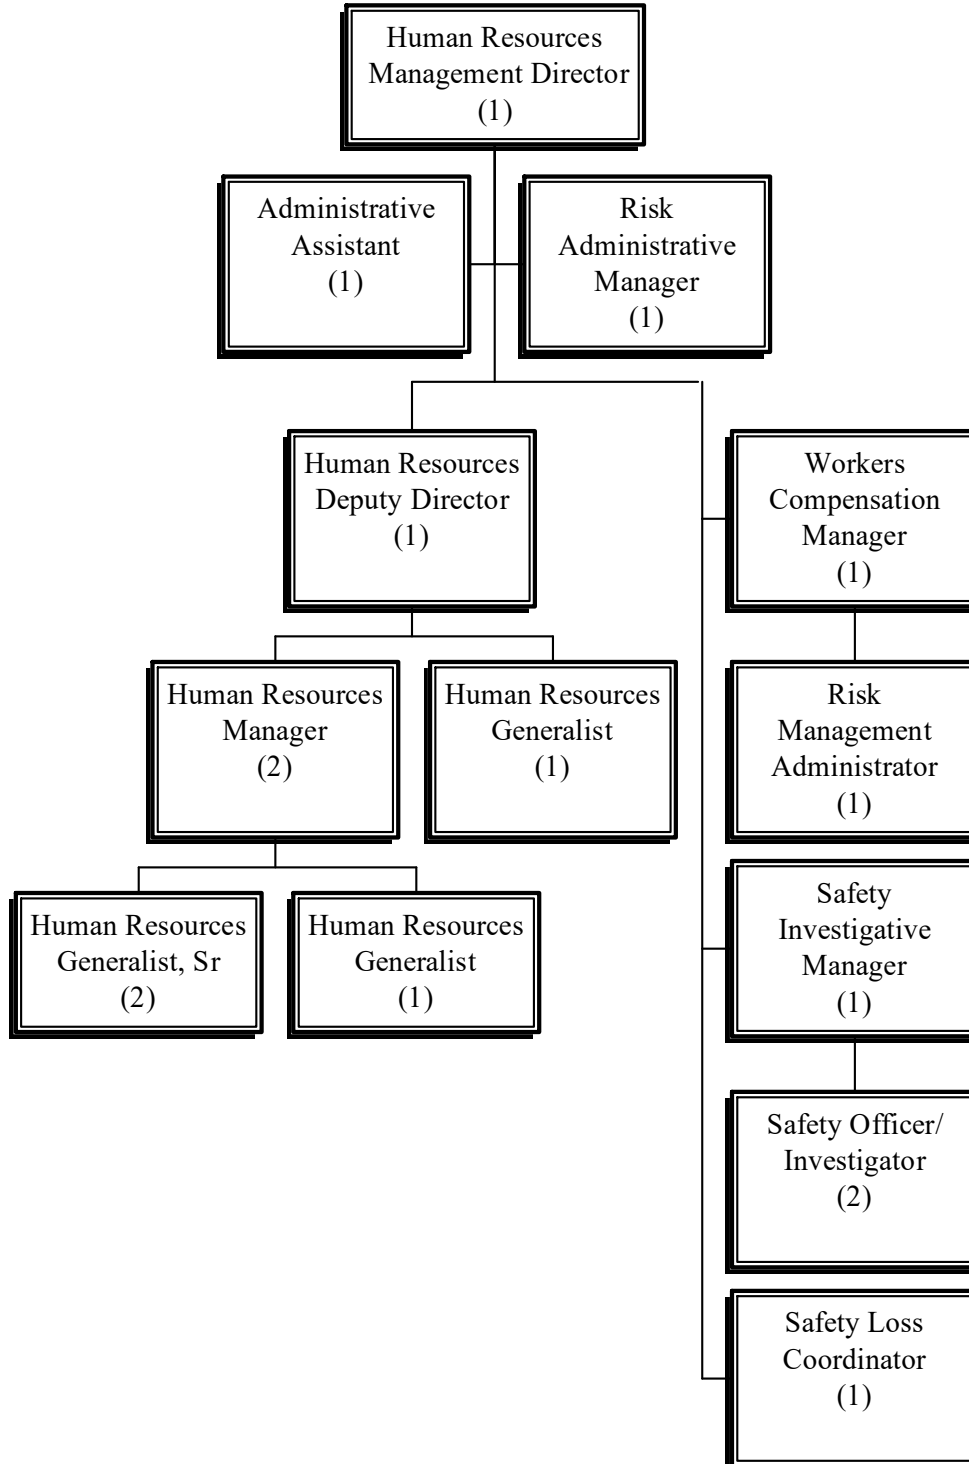 Human Resources
Management Director
(1)
Administrative
Assistant
(1)
Risk
Administrative
Manager
(1)
Human Resources
Deputy Director
(1)
Workers
Compensation
Manager
(1)
Human Resources
Manager
(2)
Human Resources
Generalist
(1)
Risk
Management
Administrator
(1)
Human Resources
Generalist, Sr
(2)
Human Resources
Generalist
(1)
Safety
Investigative
Manager
(1)
Safety Officer/
Investigator
(2)
Safety Loss
Coordinator
(1)